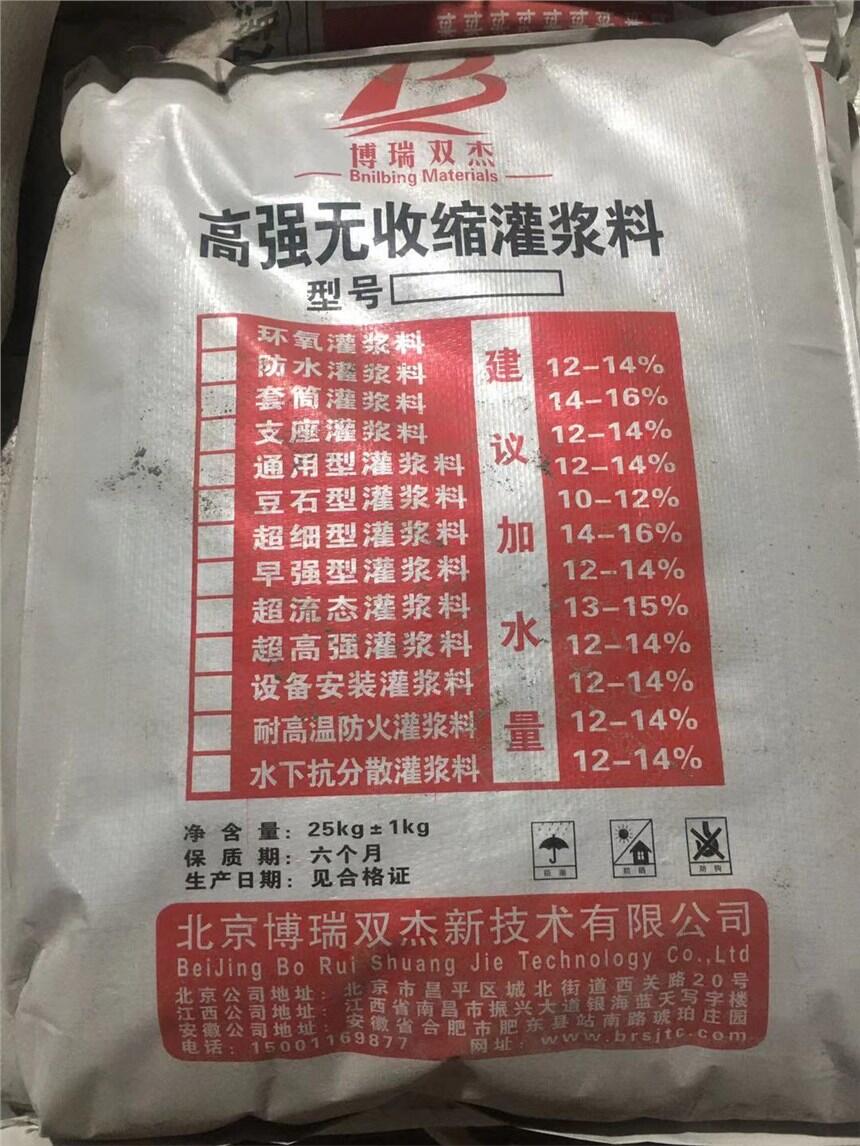 博瑞双杰
Bnilbing Materials
高强无收缩灌浆料
型号
环氧灌浆料
防水灌浆料 12-14%
套筒灌浆料 14-16%
支座灌浆料 12-14%
通用型灌浆料 12-14%
豆石型灌浆料 10-12%
超细型灌浆料 14-16%
早强型灌浆料 12-14%
超流态灌浆料 13-15%
超高强灌浆料 12-14%
设备安装灌浆料 12-14%
耐高温防火灌浆料 12-14%
水下抗分散灌浆料 12-14%
建议加水量
净含量：25kg±1kg
保质期：六个月
生产日期：见合格证
防晒
防钩
北京博瑞双杰新技术有限公司
BeiJing Bo Rui Shuang Jie Technology Co.,Ltd
北京公司地址：北京市昌平区城北街道西关路20号
江西公司地址：江西省南昌市振兴大道银海蓝天写字楼
安徽公司地址：安徽省合肥市肥东县站南路琥珀庄园
电话：15001169877 网址：www.brsjtc.com